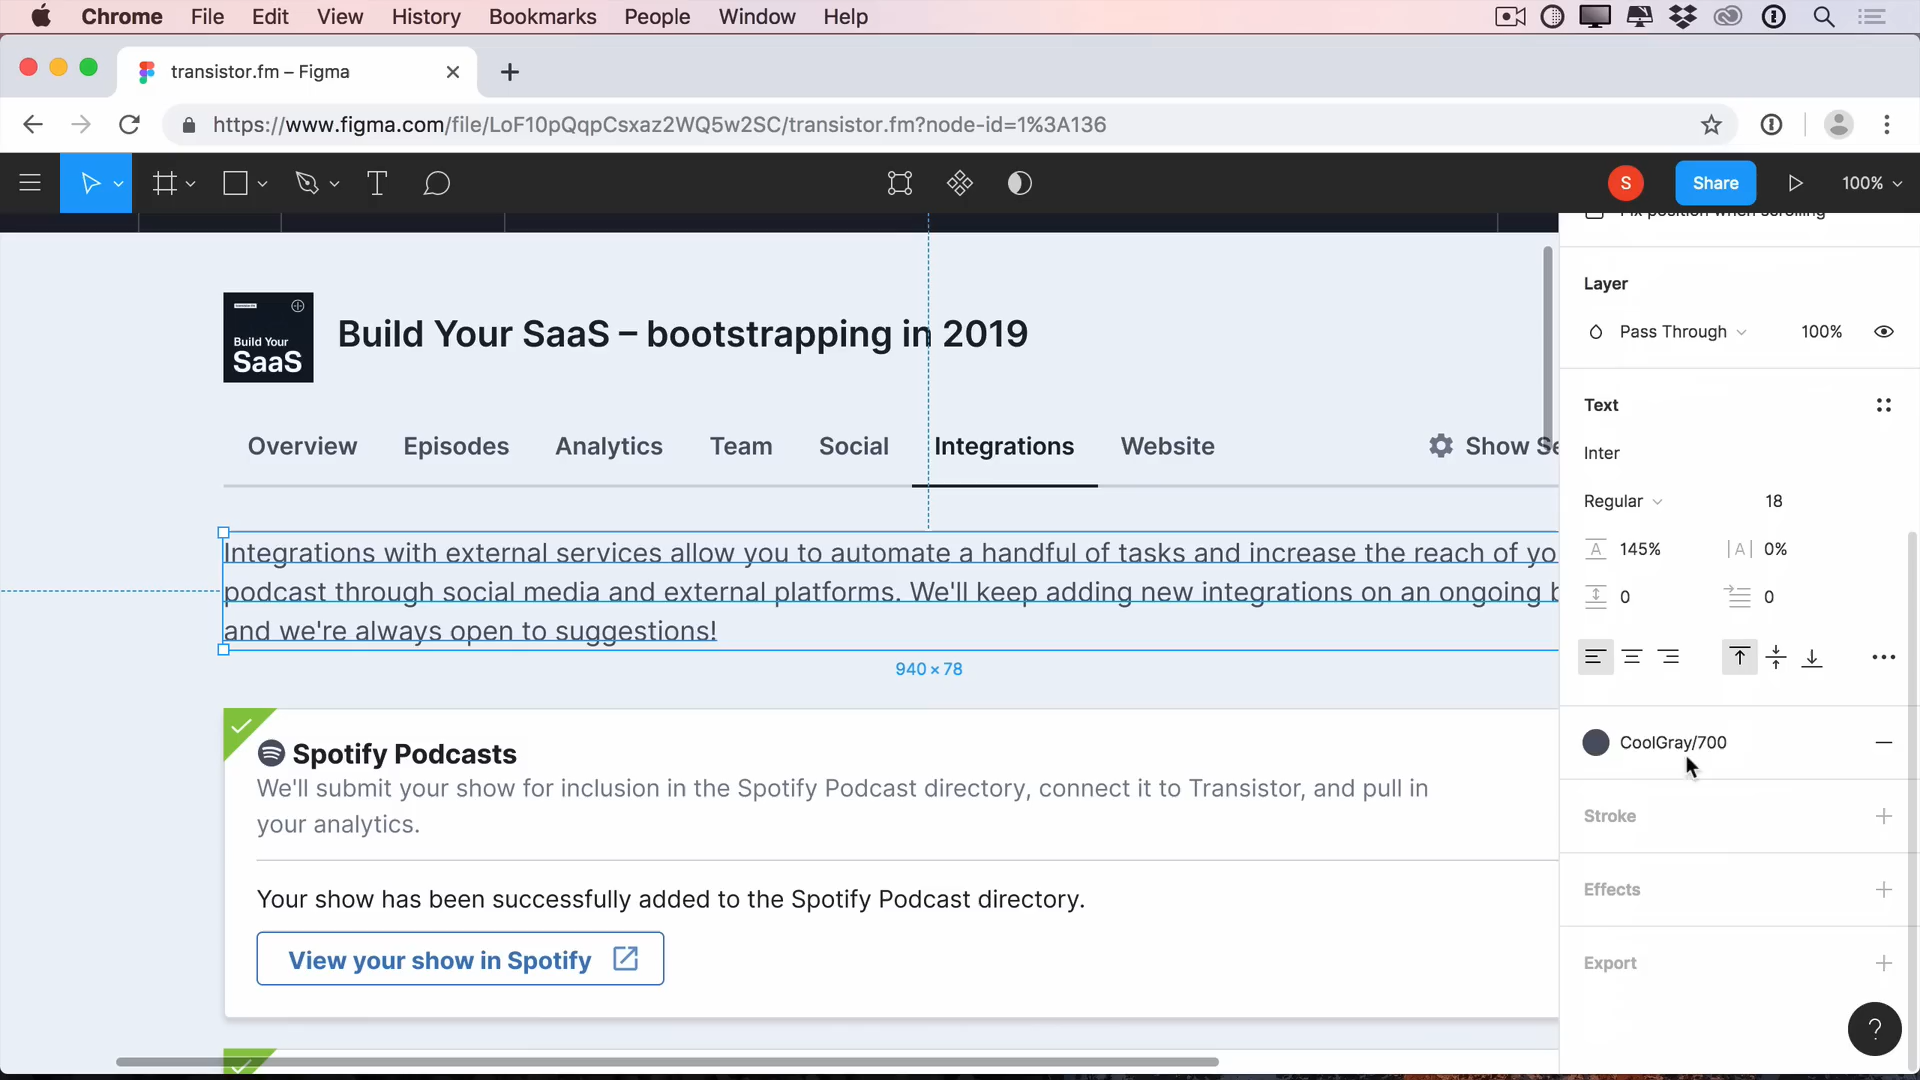 Chrome File Edit View History Bookmarks People Window Help
transistor.fm – Figma
https://www.figma.com/file/LoF10pQqpCsxaz2WQ5w2SC/transistor.fm?node-id=1%3A136
S Share 100%
Fix position when scrolling
Layer
Pass Through 100%
Text
Inter
Regular 18
145% 0%
0 0
CoolGray/700
Stroke
Effects
Export
?
Build Your
SaaS
Build Your SaaS – bootstrapping in 2019
Overview Episodes Analytics Team Social Integrations Website Show Se
Integrations with external services allow you to automate a handful of tasks and increase the reach of yo
podcast through social media and external platforms. We'll keep adding new integrations on an ongoing b
and we're always open to suggestions!
940 × 78
Spotify Podcasts
We'll submit your show for inclusion in the Spotify Podcast directory, connect it to Transistor, and pull in
your analytics.
Your show has been successfully added to the Spotify Podcast directory.
View your show in Spotify